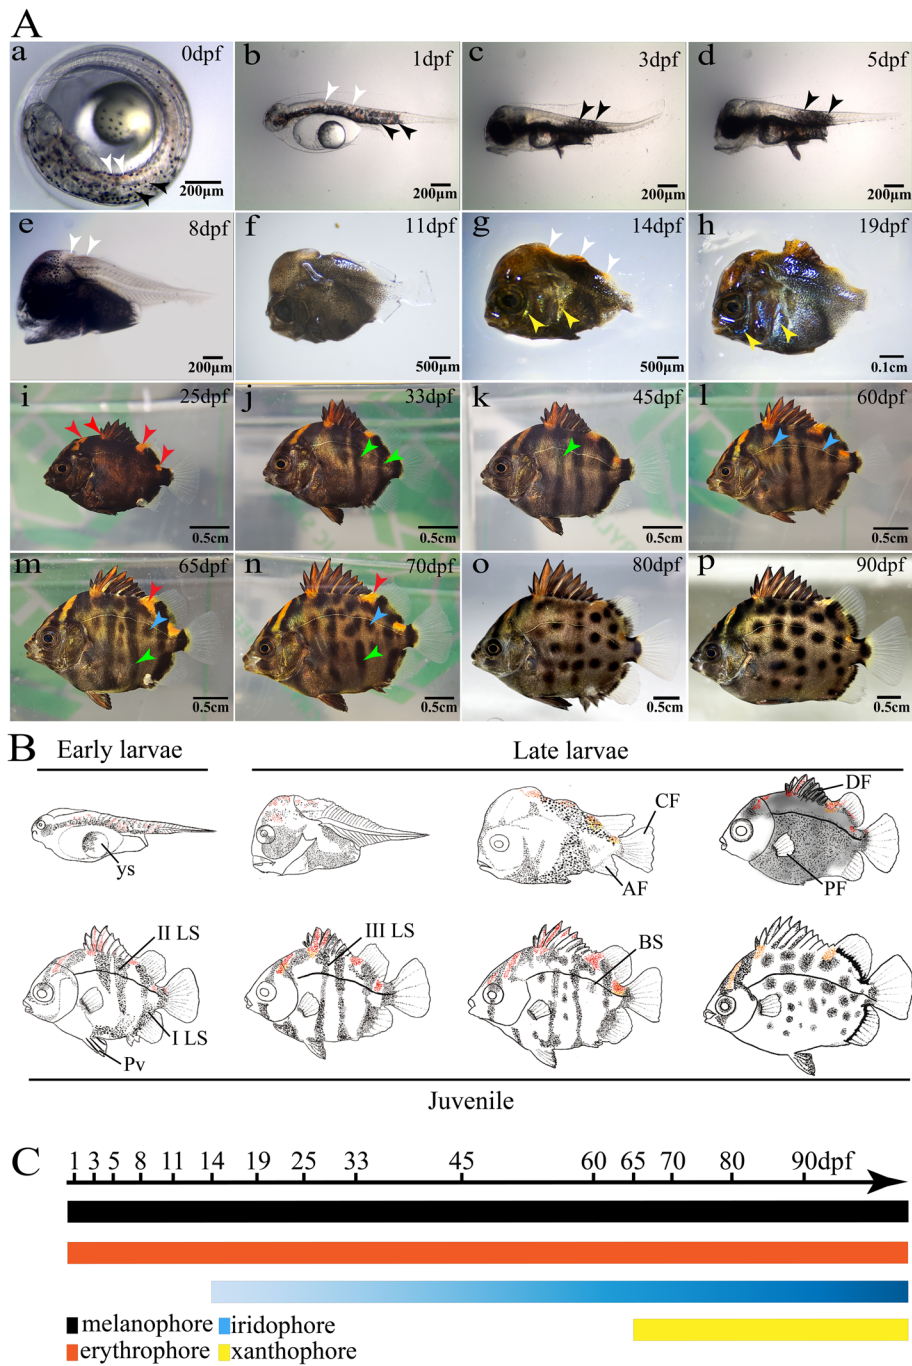 A
a 0dpf b 1dpf c 3dpf d 5dpf
200μm 200μm 200μm 200μm
e 8dpf f 11dpf g 14dpf h 19dpf
200μm 500μm 500μm 0.1cm
i 25dpf j 33dpf k 45dpf l 60dpf
0.5cm 0.5cm 0.5cm 0.5cm
m 65dpf n 70dpf o 80dpf p 90dpf
0.5cm 0.5cm 0.5cm 0.5cm
B Early larvae Late larvae
ys AF CF DF PF
II LS I LS Pv III LS BS
Juvenile
C
1 3 5 8 11 14 19 25 33 45 60 65 70 80 90dpf
melanophore iridophore
erythrophore xanthophore